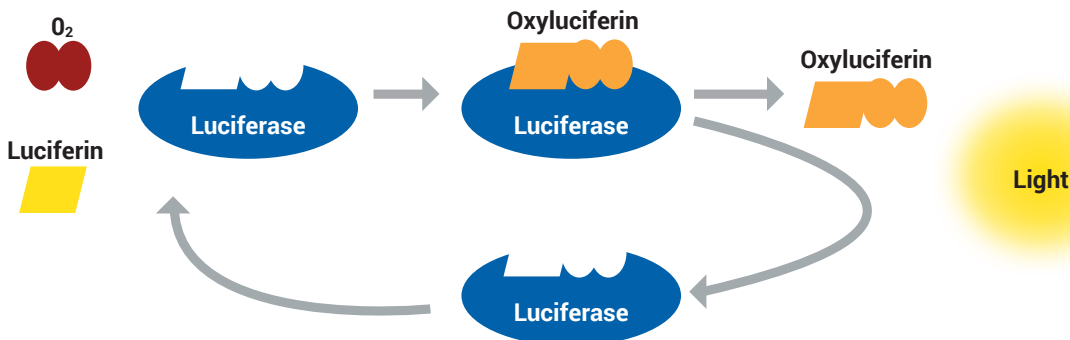 O₂
Luciferin
Luciferase
Oxyluciferin
Luciferase
Oxyluciferin
Light
Luciferase